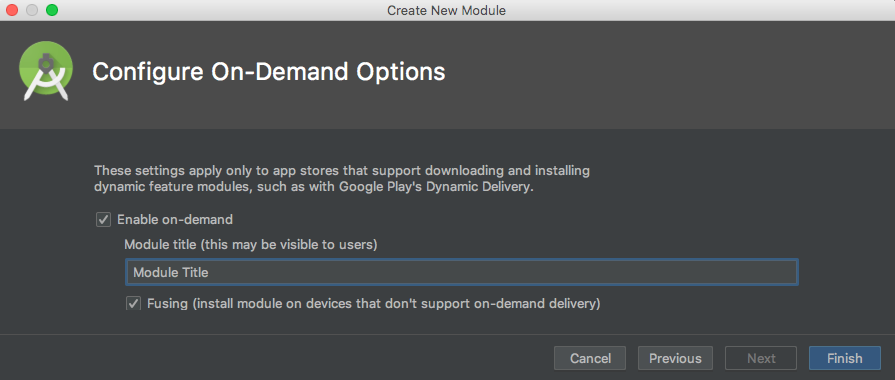 Create New Module
Configure On-Demand Options
These settings apply only to app stores that support downloading and installing
dynamic feature modules, such as with Google Play's Dynamic Delivery.
Enable on-demand
Module title (this may be visible to users)
Module Title
Fusing (install module on devices that don't support on-demand delivery)
Cancel Previous Next Finish